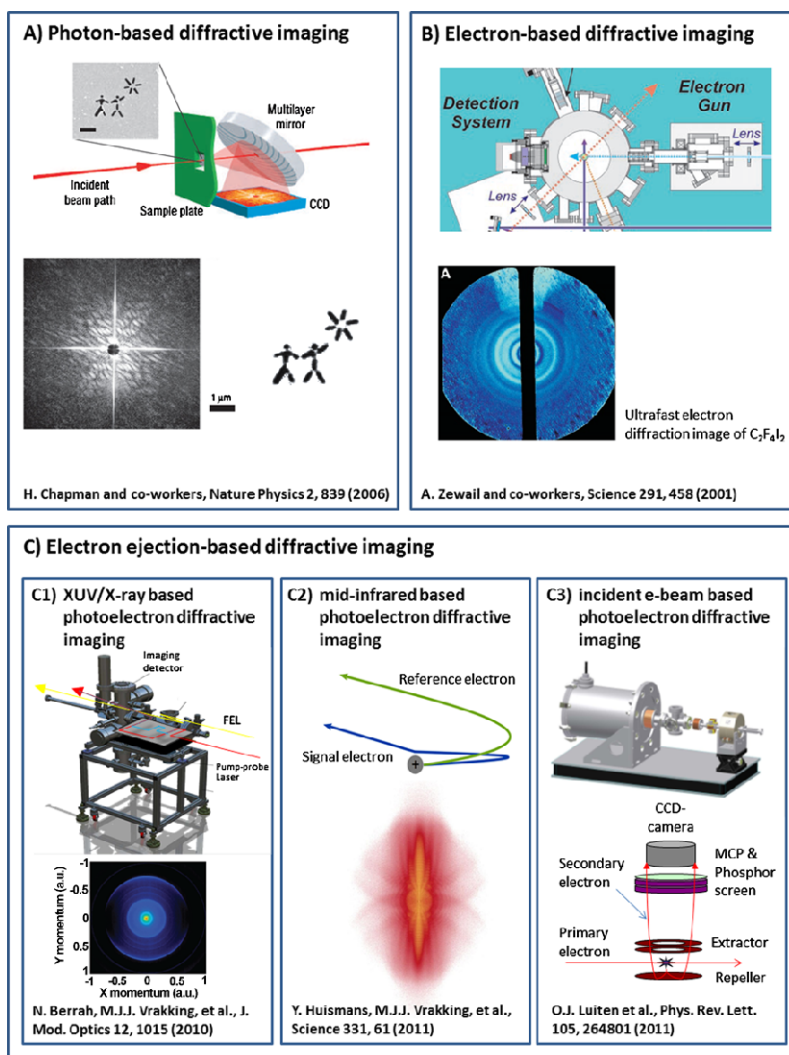 A) Photon-based diffractive imaging
Multilayer
mirror
Incident
beam path
Sample plate
CCD
1 μm
H. Chapman and co-workers, Nature Physics 2, 839 (2006)
B) Electron-based diffractive imaging
Detection
System
Electron
Gun
Lens
Lens
A
Ultrafast electron
diffraction image of C₂F₄I₂
A. Zewail and co-workers, Science 291, 458 (2001)
C) Electron ejection-based diffractive imaging
C1) XUV/X-ray based
photoelectron diffractive
imaging
Imaging
detector
FEL
Pump-probe
Laser
Y momentum (a.u.)
-1
-0.5
0
0.5
1
-1 -0.5 0 0.5 1
X momentum (a.u.)
N. Berrah, M.J.J. Vrakking, et al., J.
Mod. Optics 12, 1015 (2010)
C2) mid-infrared based
photoelectron diffractive
imaging
Reference electron
Signal electron
+
Y. Huismans, M.J.J. Vrakking, et al.,
Science 331, 61 (2011)
C3) incident e-beam based
photoelectron diffractive
imaging
CCD-
camera
Secondary
electron
MCP &
Phosphor
screen
Primary
electron
Extractor
Repeller
O.J. Luiten et al., Phys. Rev. Lett.
105, 264801 (2011)